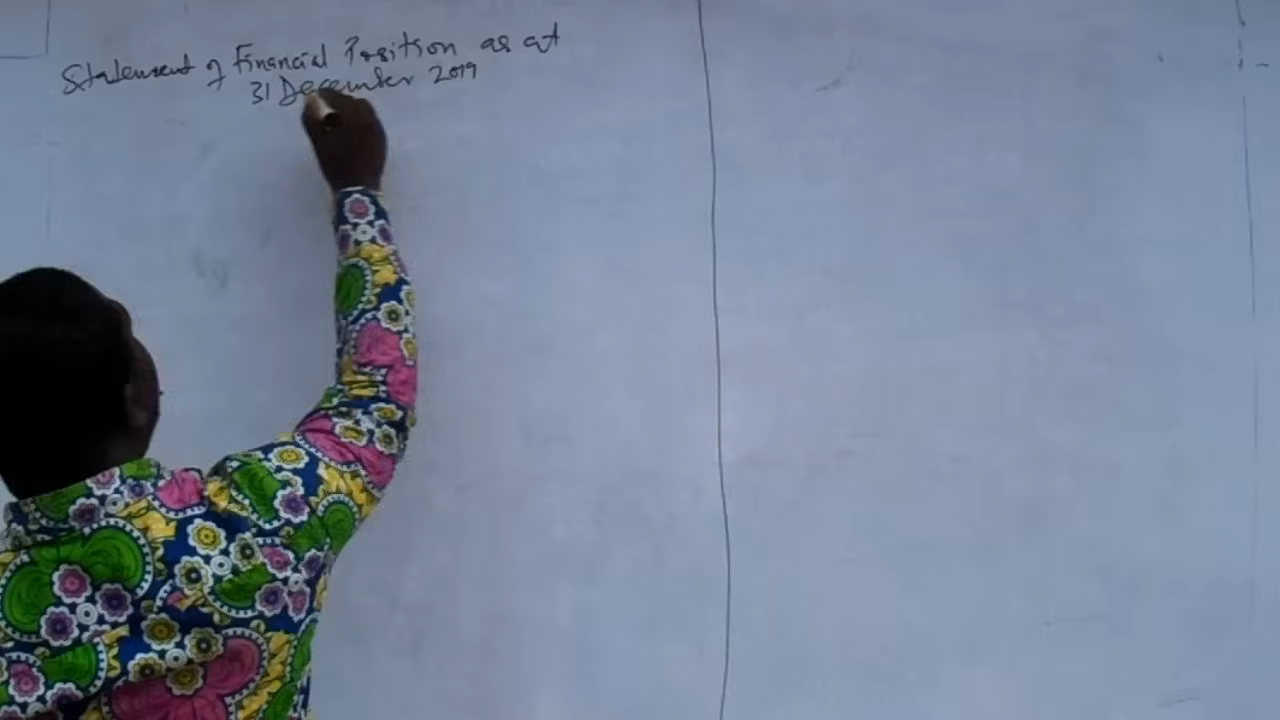 Statement of Financial Position as at
31 December 2019